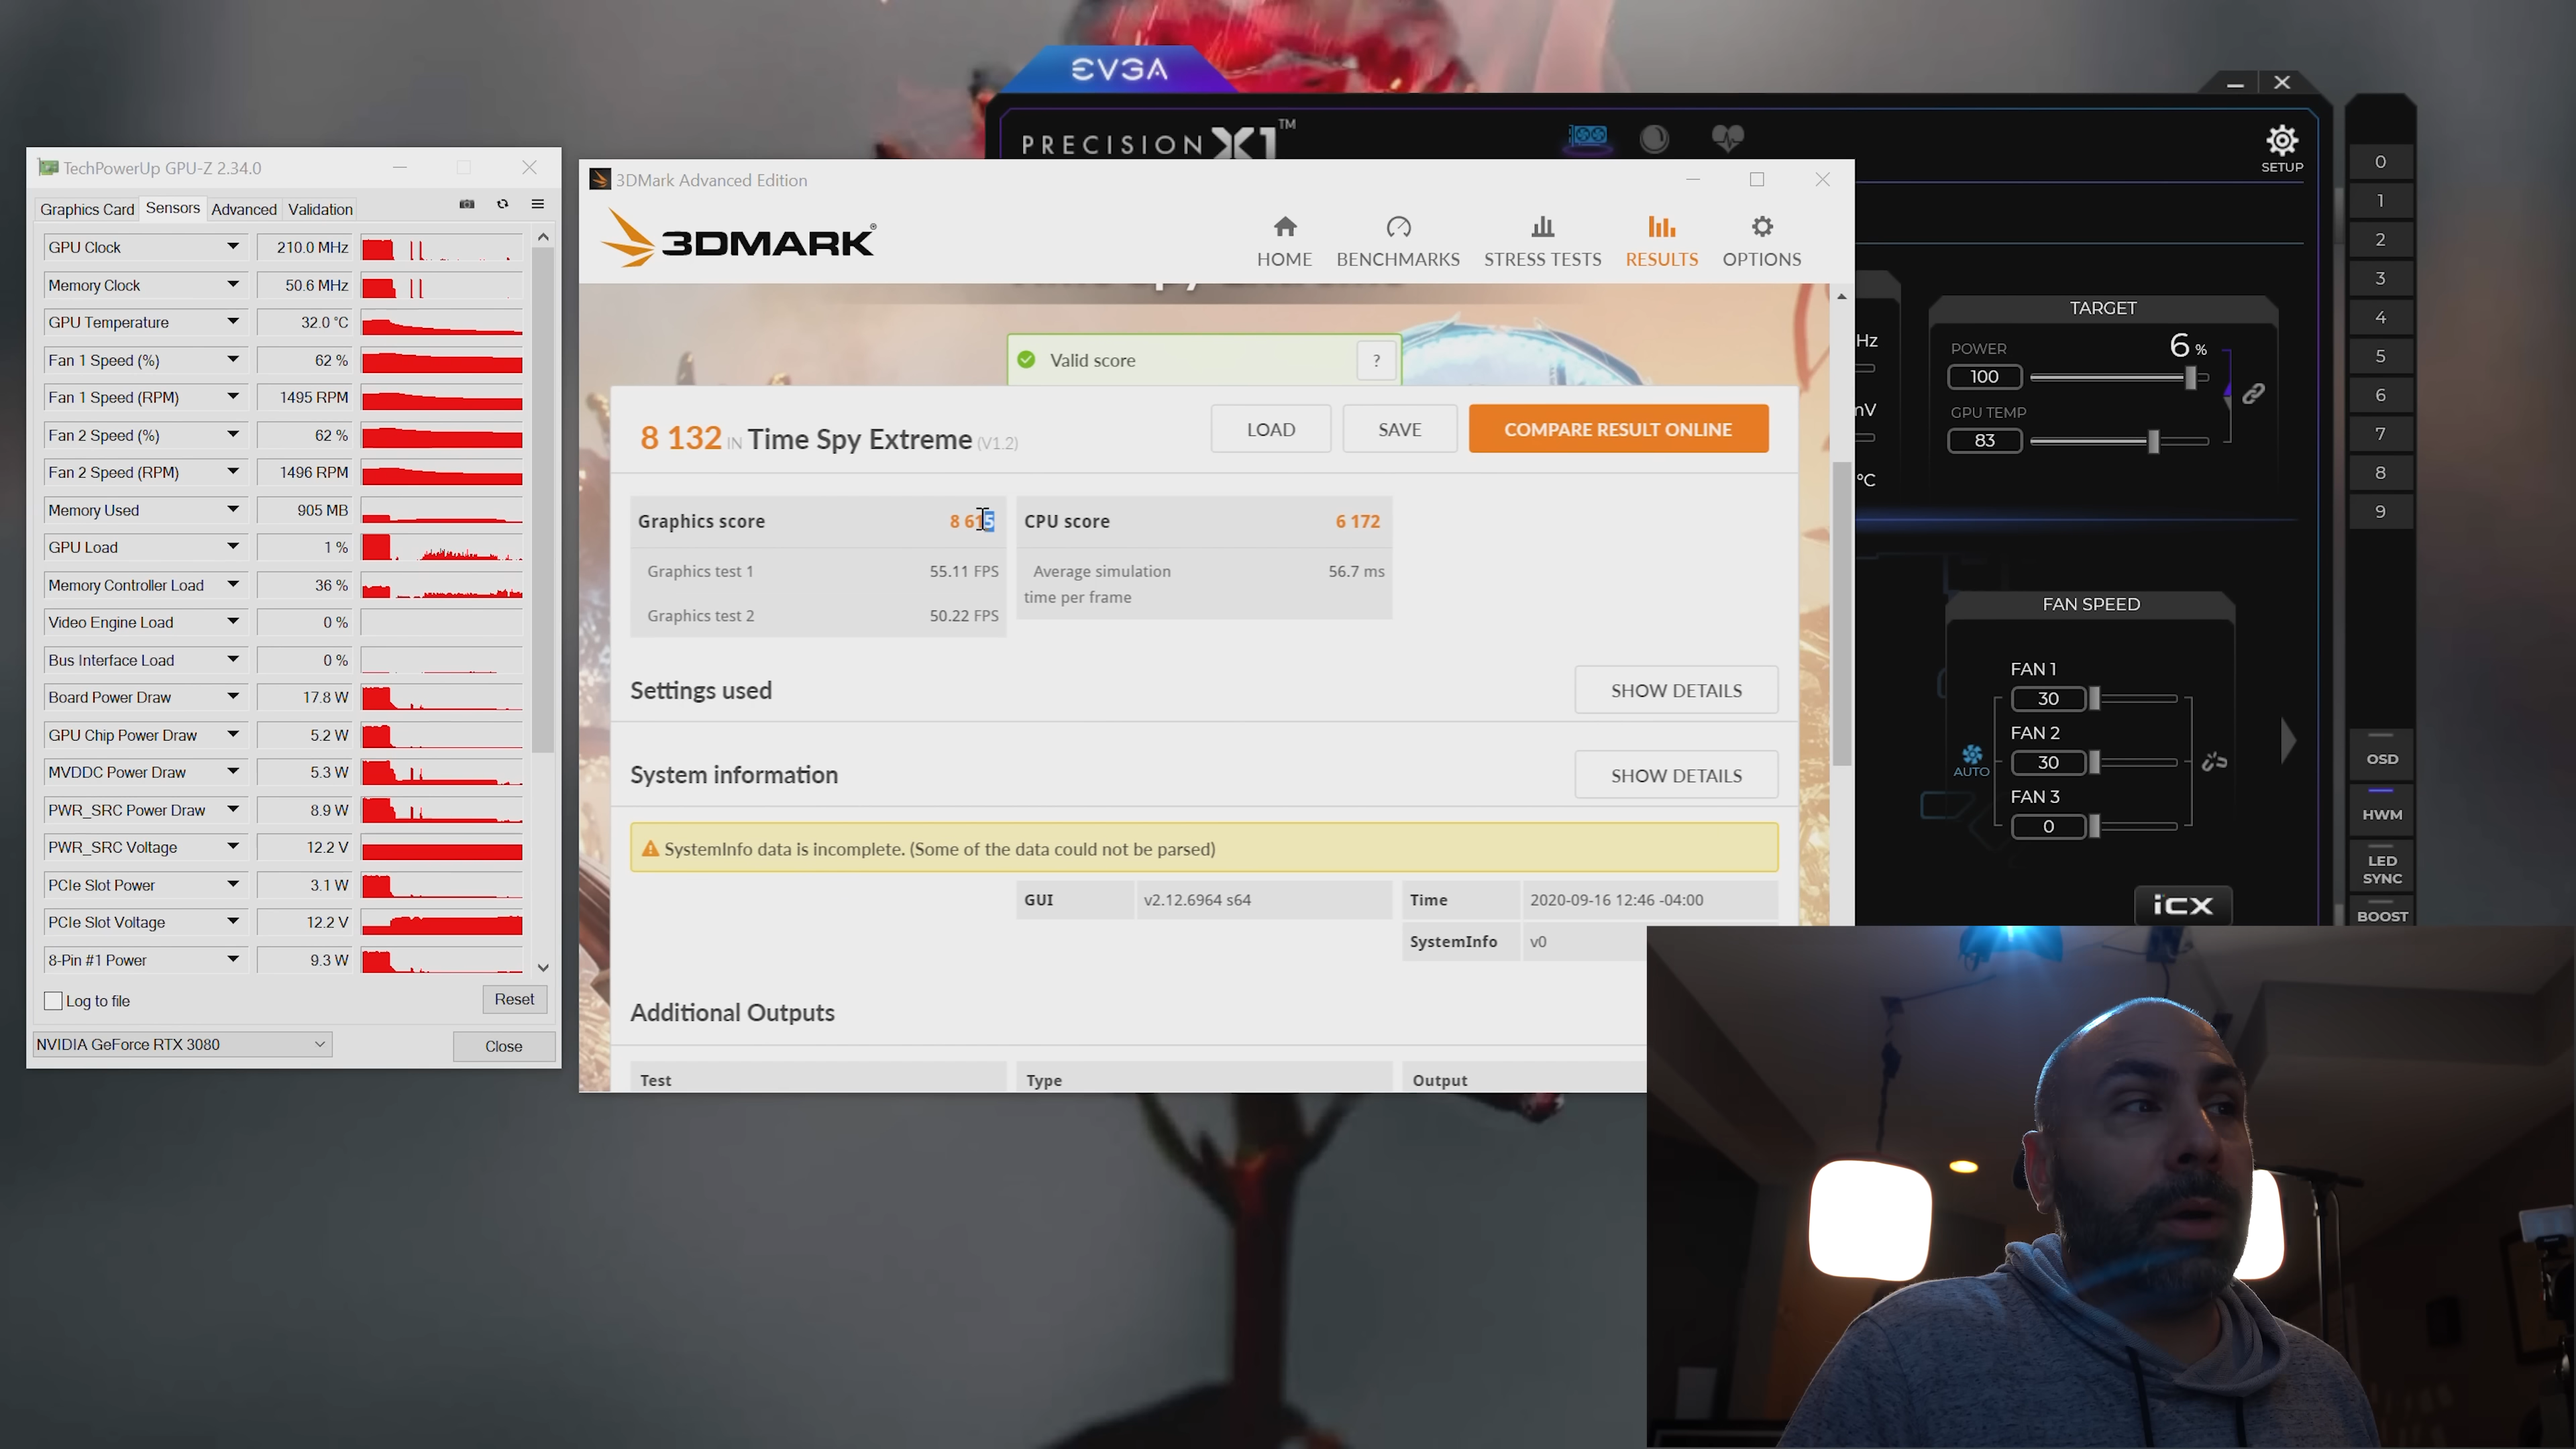 EVGA
PRECISION X1™
SETUP
TechPowerUp GPU-Z 2.34.0
Graphics Card Sensors Advanced Validation
GPU Clock 210.0 MHz
Memory Clock 50.6 MHz
GPU Temperature 32.0 °C
Fan 1 Speed (%) 62 %
Fan 1 Speed (RPM) 1495 RPM
Fan 2 Speed (%) 62 %
Fan 2 Speed (RPM) 1496 RPM
Memory Used 905 MB
GPU Load 1 %
Memory Controller Load 36 %
Video Engine Load 0 %
Bus Interface Load 0 %
Board Power Draw 17.8 W
GPU Chip Power Draw 5.2 W
MVDDC Power Draw 5.3 W
PWR_SRC Power Draw 8.9 W
PWR_SRC Voltage 12.2 V
PCIe Slot Power 3.1 W
PCIe Slot Voltage 12.2 V
8-Pin #1 Power 9.3 W
Log to file Reset
NVIDIA GeForce RTX 3080 Close
3DMark Advanced Edition
3DMARK®
HOME BENCHMARKS STRESS TESTS RESULTS OPTIONS
Valid score ?
8 132 IN Time Spy Extreme (V1.2) LOAD SAVE COMPARE RESULT ONLINE
Graphics score 8 615
Graphics test 1 55.11 FPS
Graphics test 2 50.22 FPS
CPU score 6 172
Average simulation 56.7 ms
time per frame
Settings used SHOW DETAILS
System information SHOW DETAILS
SystemInfo data is incomplete. (Some of the data could not be parsed)
GUI v2.12.6964 s64 Time 2020-09-16 12:46 -04:00
SystemInfo v0
Additional Outputs
Test Type Output
Hz
mV
°C
TARGET
POWER 6 %
100
GPU TEMP
83
FAN SPEED
FAN 1
30
FAN 2
30
AUTO
FAN 3
0
iCX
0
1
2
3
4
5
6
7
8
9
OSD
HWM
LED
SYNC
BOOST